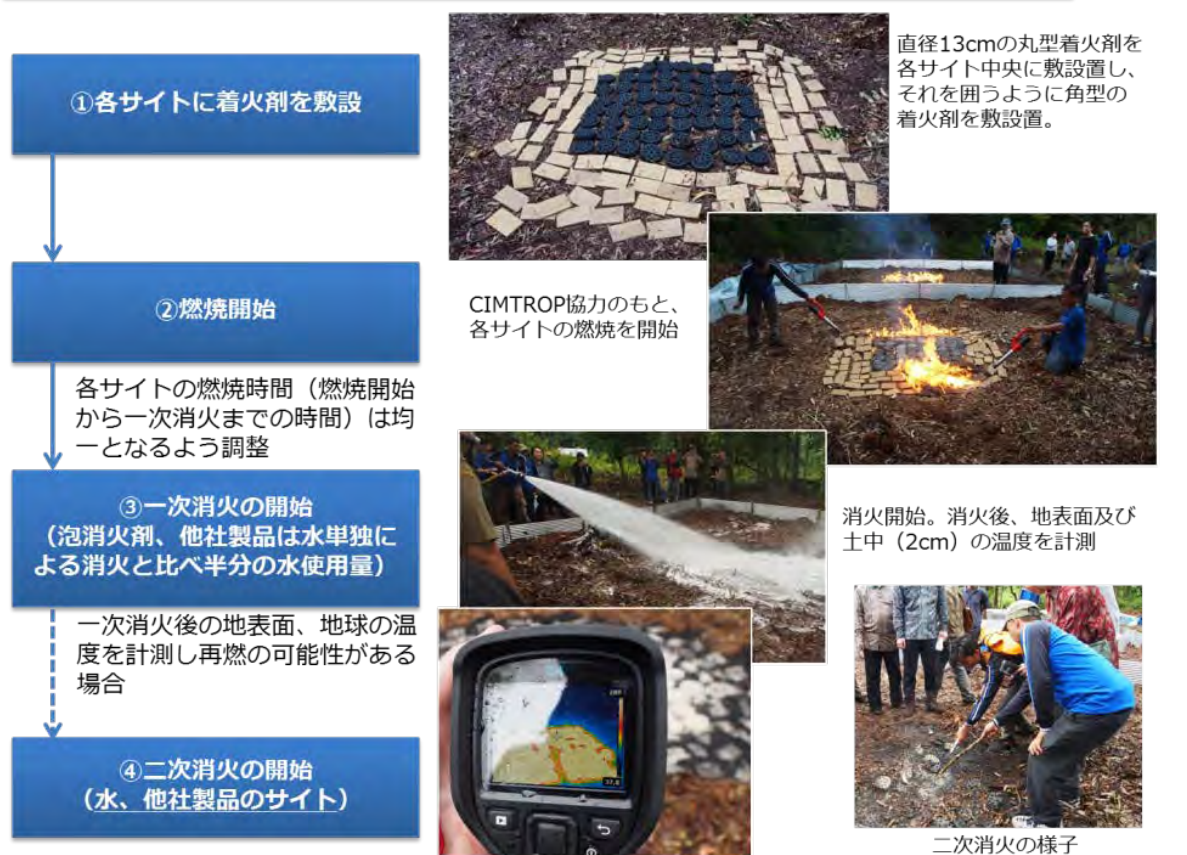 ①各サイトに着火剤を敷設
直径13cmの丸型着火剤を
各サイト中央に敷設置し、
それを囲うように角型の
着火剤を敷設置。
②燃焼開始
CIMTROP協力のもと、
各サイトの燃焼を開始
各サイトの燃焼時間（燃焼開始
から一次消火までの時間）は均
一となるよう調整
③一次消火の開始
（泡消火剤、他社製品は水単独に
よる消火と比べ半分の水使用量）
消火開始。消火後、地表面及び
土中（2cm）の温度を計測
一次消火後の地表面、地球の温
度を計測し再燃の可能性がある
場合
④二次消火の開始
（水、他社製品のサイト）
二次消火の様子